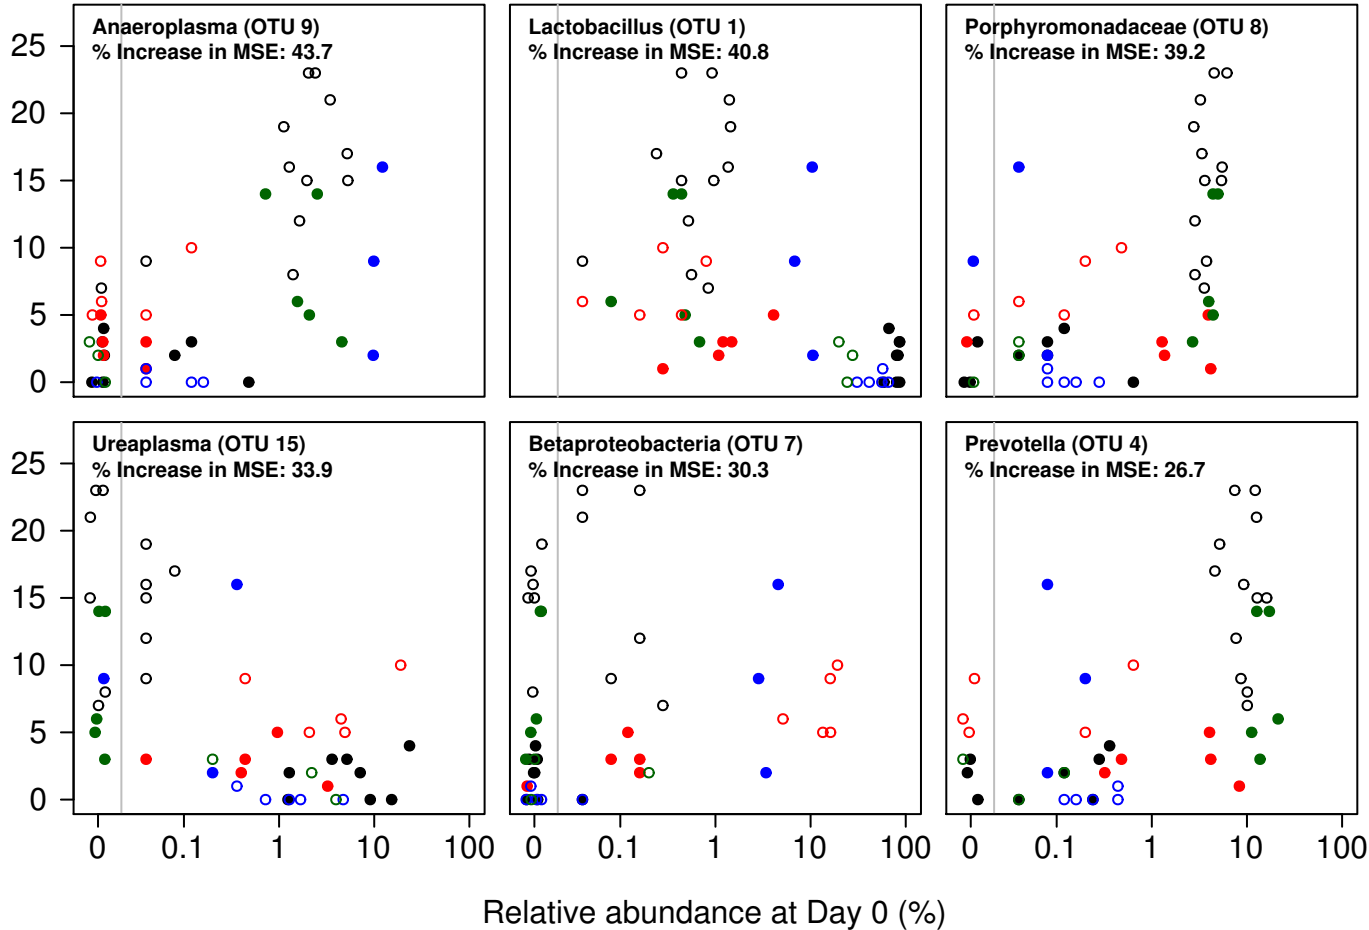 Anaeroplasma (OTU 9)
% Increase in MSE: 43.7
Lactobacillus (OTU 1)
% Increase in MSE: 40.8
Porphyromonadaceae (OTU 8)
% Increase in MSE: 39.2
25
20
15
10
5
0
Ureaplasma (OTU 15)
% Increase in MSE: 33.9
Betaproteobacteria (OTU 7)
% Increase in MSE: 30.3
Prevotella (OTU 4)
% Increase in MSE: 26.7
25
20
15
10
5
0
0 0.1 1 10 100
0 0.1 1 10 100
0 0.1 1 10 100
Relative abundance at Day 0 (%)